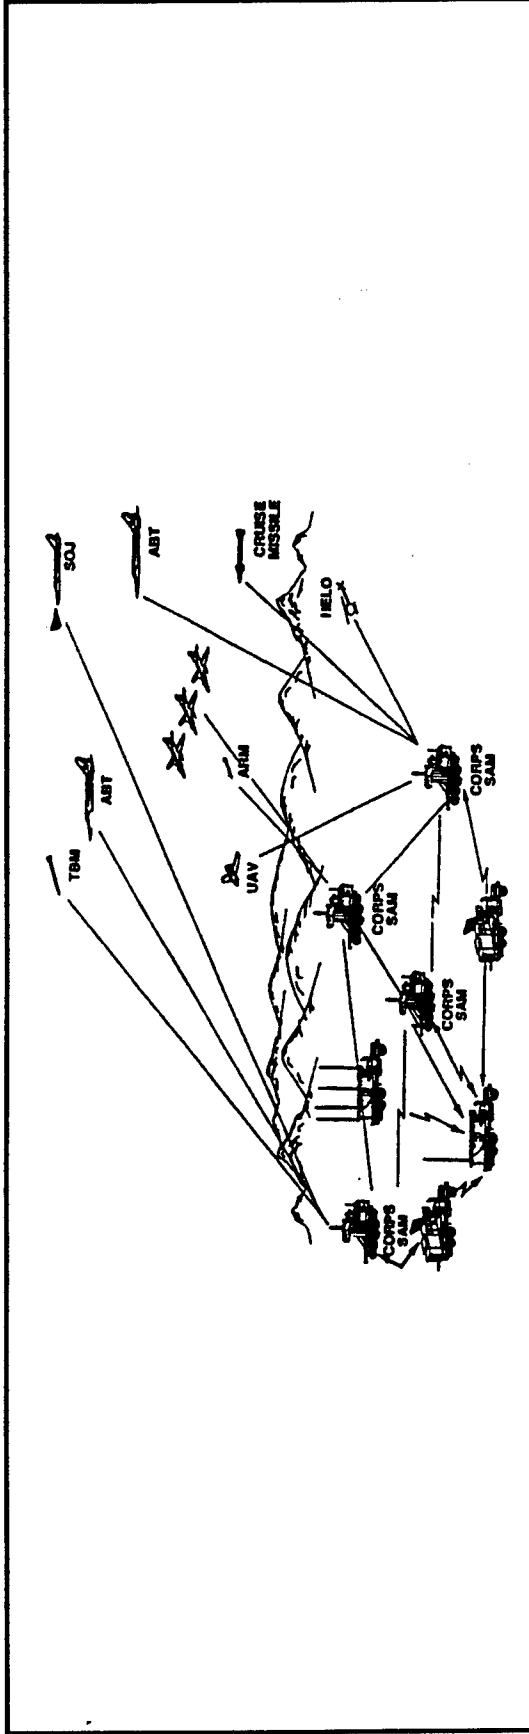 TBM
SOJ
ABT
ABT
ARM
UAV
CRUISE
MISSILE
HELO
CORPS
SAM
CORPS
SAM
CORPS
SAM
CORPS
SAM